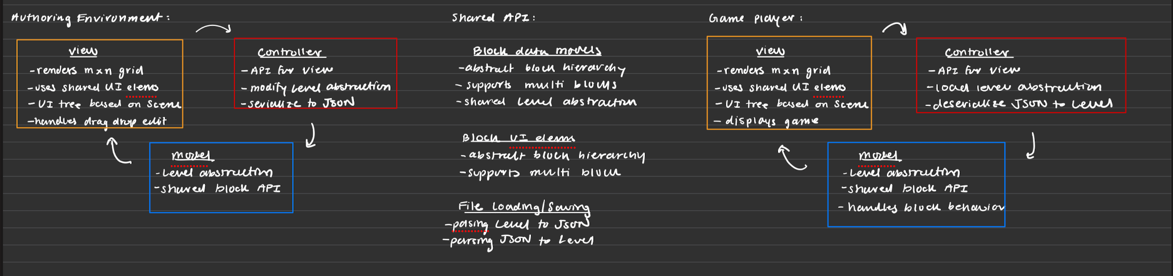 Authoring Environment:
View
-renders mxn grid
-uses shared UI elems
-UI tree based on Scene
-handles drag drop edit
Controller
-API for view
-modify Level abstraction
-serialize to JSON
Model
-Level abstraction
-shared block API
Shared API:
Block data models
-abstract block hierarchy
-supports multi blocks
-shared Level abstraction
Block UI elems
-abstract block hierarchy
-supports multi block
File Loading/Saving
-parsing Level to JSON
-parsing JSON to Level
Game player:
View
-renders mxn grid
-uses shared UI elems
-UI tree based on Scene
- displays game
Controller
-API for view
-load level abstraction
-deserialize JSON to Level
Model
-Level abstraction
-shared block API
-handles block behavior